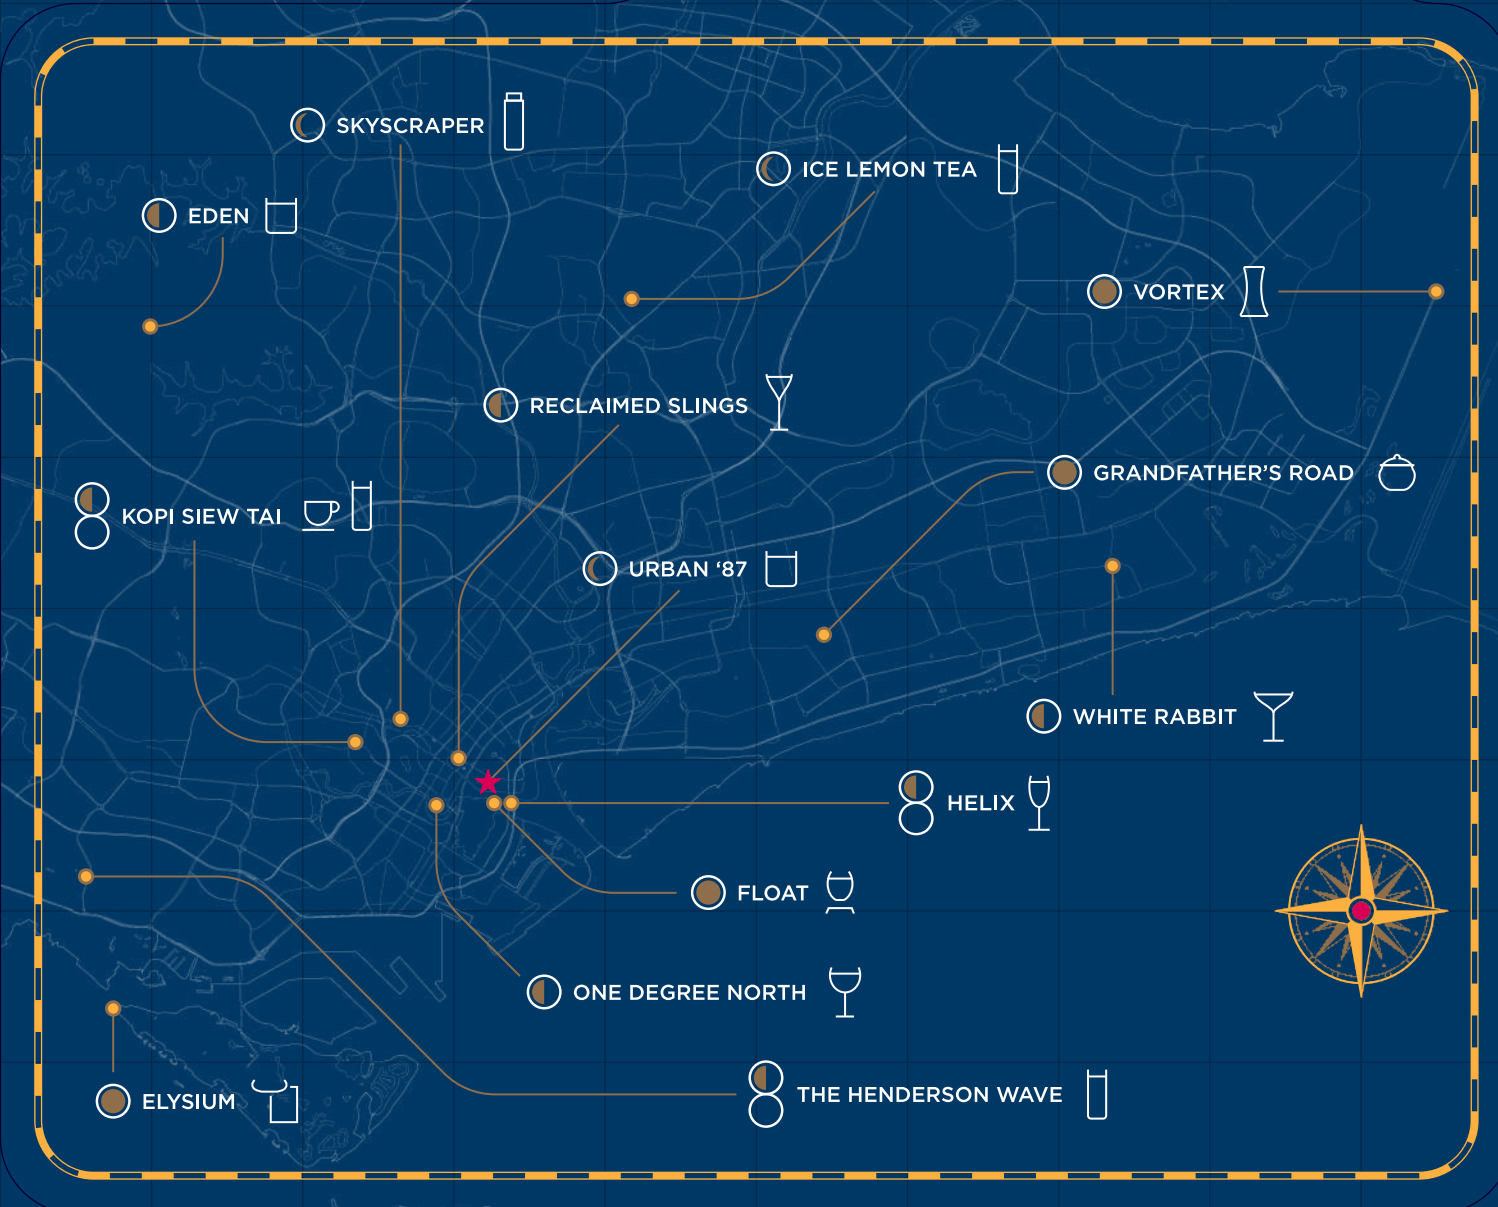 SKYSCRAPER
ICE LEMON TEA
EDEN
VORTEX
RECLAIMED SLINGS
GRANDFATHER’S ROAD
KOPI SIEW TAI
URBAN ‘87
WHITE RABBIT
HELIX
FLOAT
ONE DEGREE NORTH
THE HENDERSON WAVE
ELYSIUM